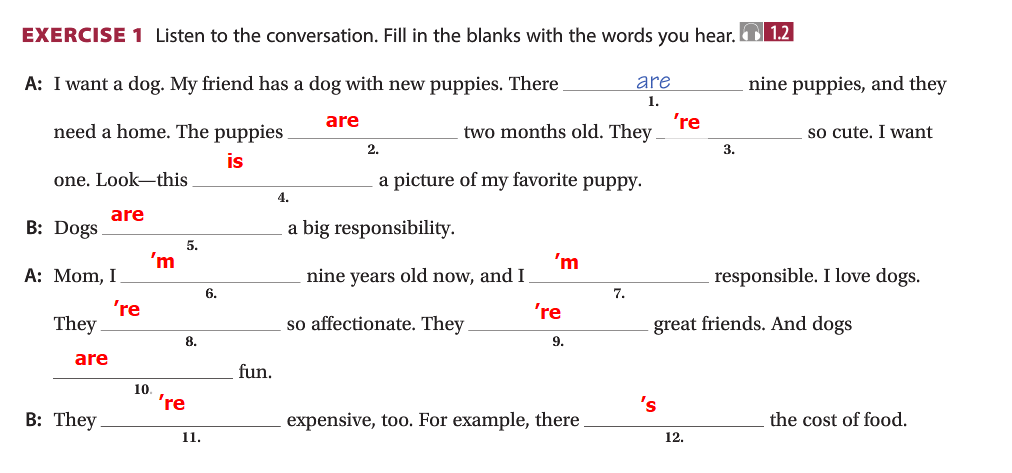 EXERCISE 1 Listen to the conversation. Fill in the blanks with the words you hear. 1.2
A: I want a dog. My friend has a dog with new puppies. There are nine puppies, and they
1.
need a home. The puppies are two months old. They 're so cute. I want
2. 3.
one. Look—this is a picture of my favorite puppy.
4.
B: Dogs are a big responsibility.
5.
A: Mom, I 'm nine years old now, and I 'm responsible. I love dogs.
6. 7.
They 're so affectionate. They 're great friends. And dogs
8. 9.
are fun.
10.
B: They 're expensive, too. For example, there 's the cost of food.
11. 12.